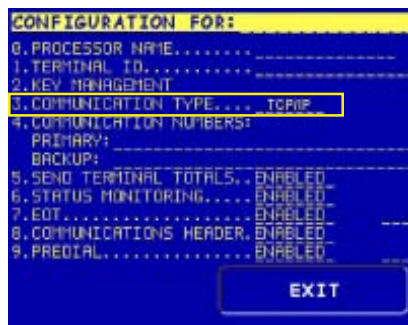 CONFIGURATION FOR:
0.PROCESSOR NAME........
1.TERMINAL ID...........
2.KEY MANAGEMENT
3.COMMUNICATION TYPE.... TCP/IP
4.COMMUNICATION NUMBERS:
PRIMARY:
BACKUP:
5.SEND TERMINAL TOTALS..ENABLED
6.STATUS MONITORING.....ENABLED
7.EOT...................ENABLED
8.COMMUNICATIONS HEADER.ENABLED
9.PREDIAL...............ENABLED
EXIT